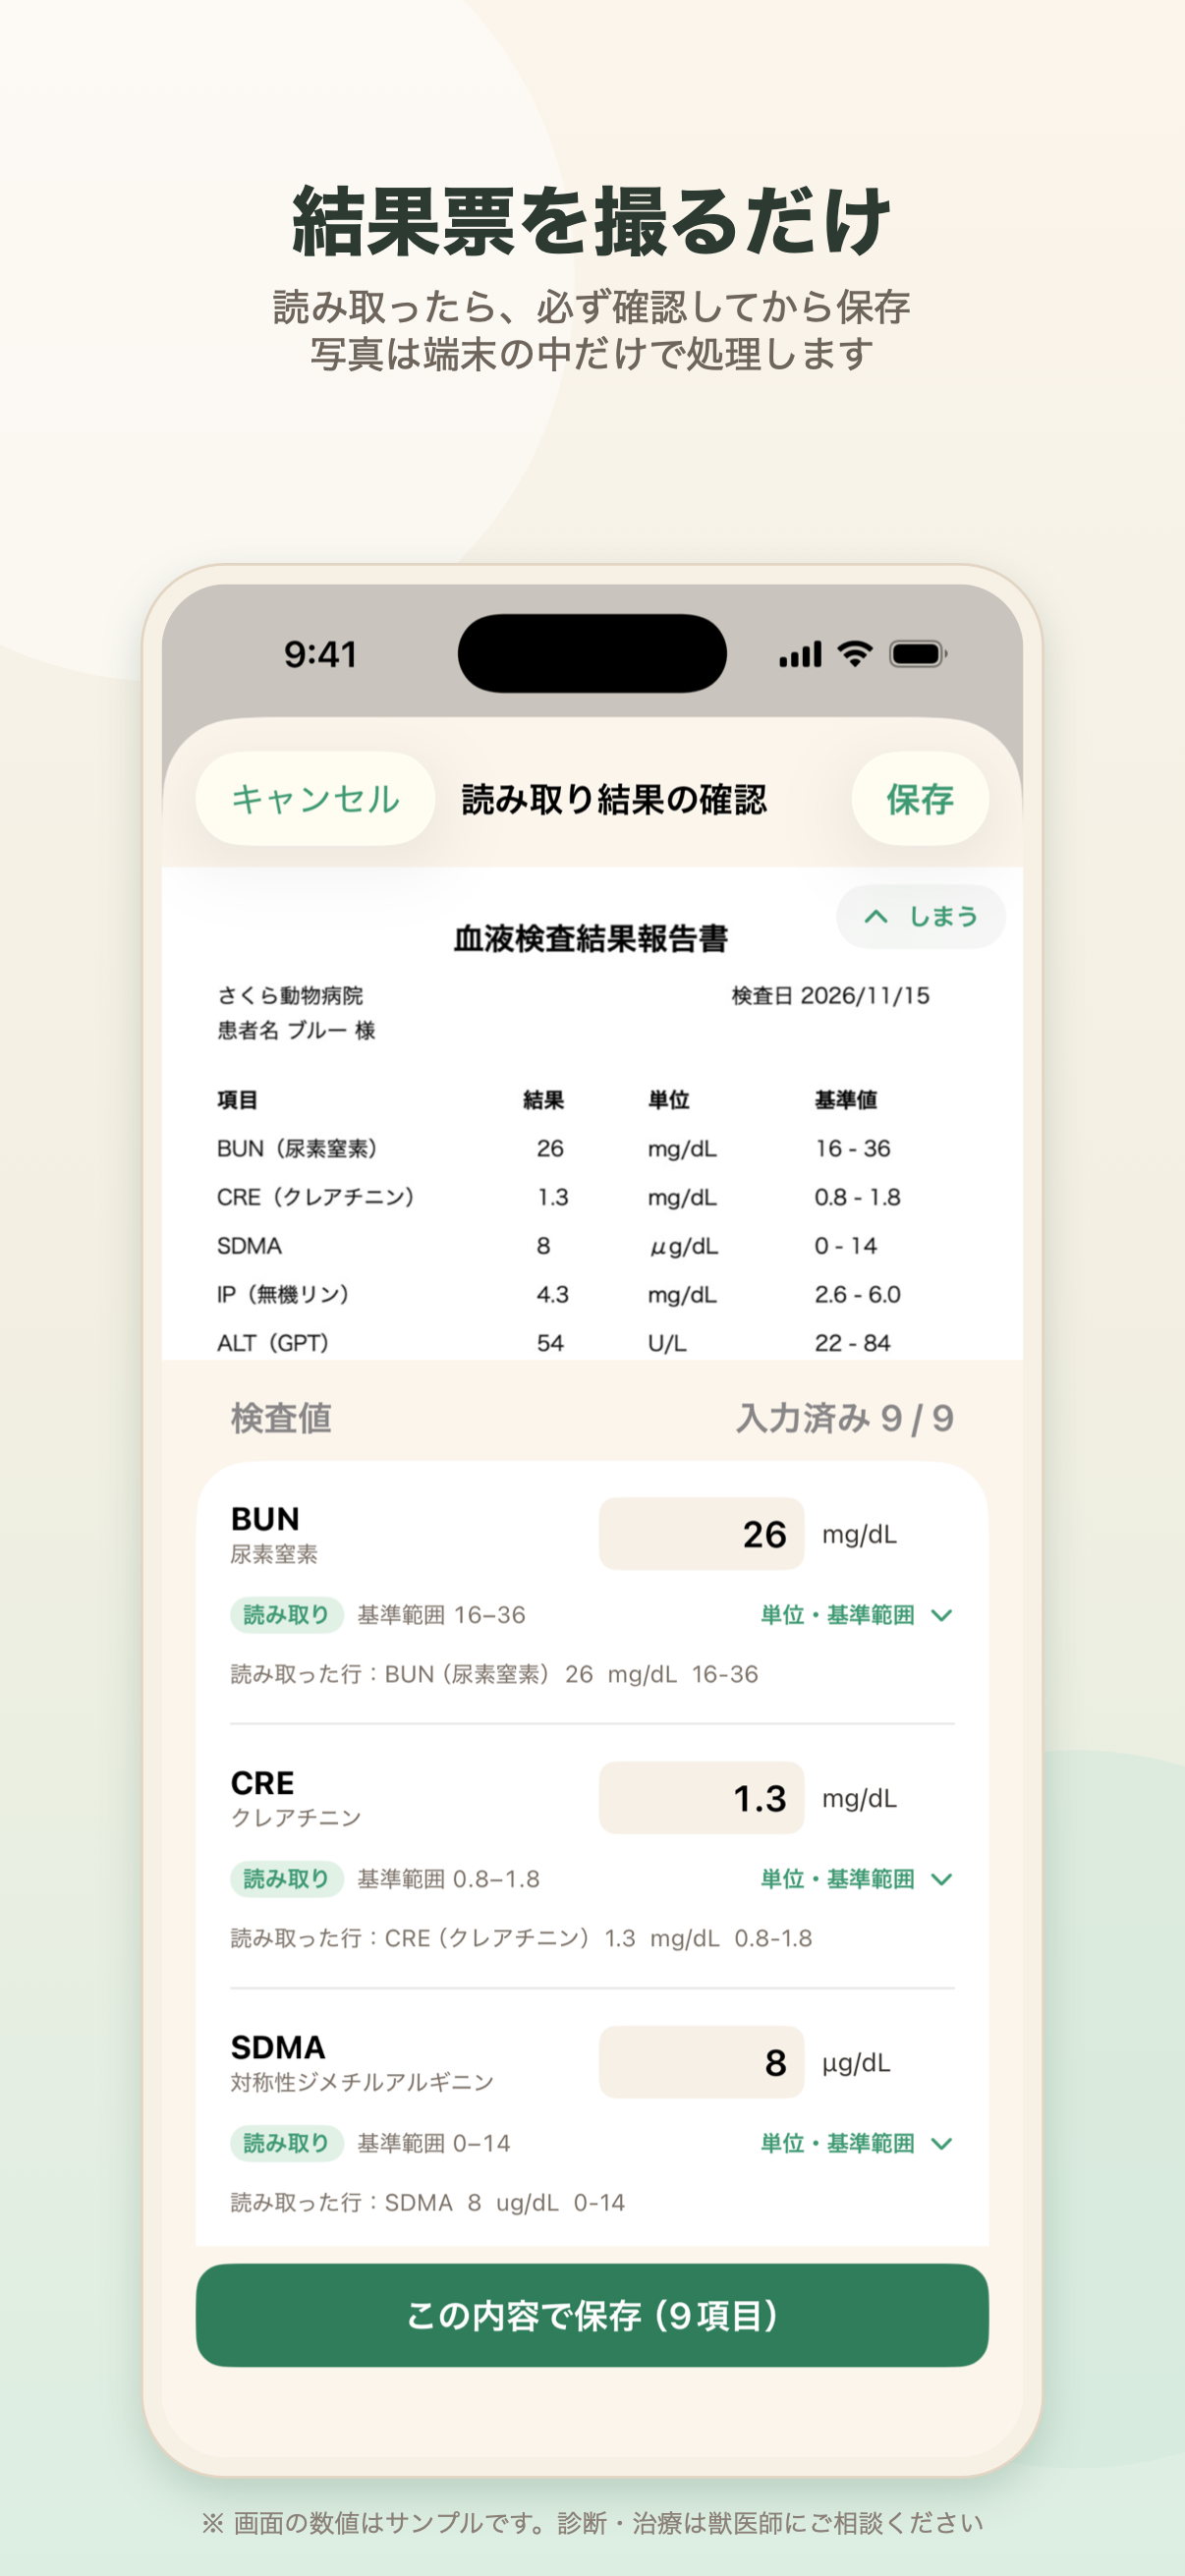 結果票を撮るだけ
読み取ったら、必ず確認してから保存
写真は端末の中だけで処理します
9:41
キャンセル 読み取り結果の確認 保存
しまう
血液検査結果報告書
さくら動物病院 検査日 2026/11/15
患者名 ブルー 様
項目 結果 単位 基準値
BUN（尿素窒素） 26 mg/dL 16 - 36
CRE（クレアチニン） 1.3 mg/dL 0.8 - 1.8
SDMA 8 μg/dL 0 - 14
IP（無機リン） 4.3 mg/dL 2.6 - 6.0
ALT（GPT） 54 U/L 22 - 84
検査値 入力済み 9 / 9
BUN 26 mg/dL
尿素窒素
読み取り 基準範囲 16–36 単位・基準範囲
読み取った行：BUN（尿素窒素） 26 mg/dL 16-36
CRE 1.3 mg/dL
クレアチニン
読み取り 基準範囲 0.8–1.8 単位・基準範囲
読み取った行：CRE（クレアチニン） 1.3 mg/dL 0.8-1.8
SDMA 8 µg/dL
対称性ジメチルアルギニン
読み取り 基準範囲 0–14 単位・基準範囲
読み取った行：SDMA 8 ug/dL 0-14
この内容で保存（9項目）
※ 画面の数値はサンプルです。診断・治療は獣医師にご相談ください